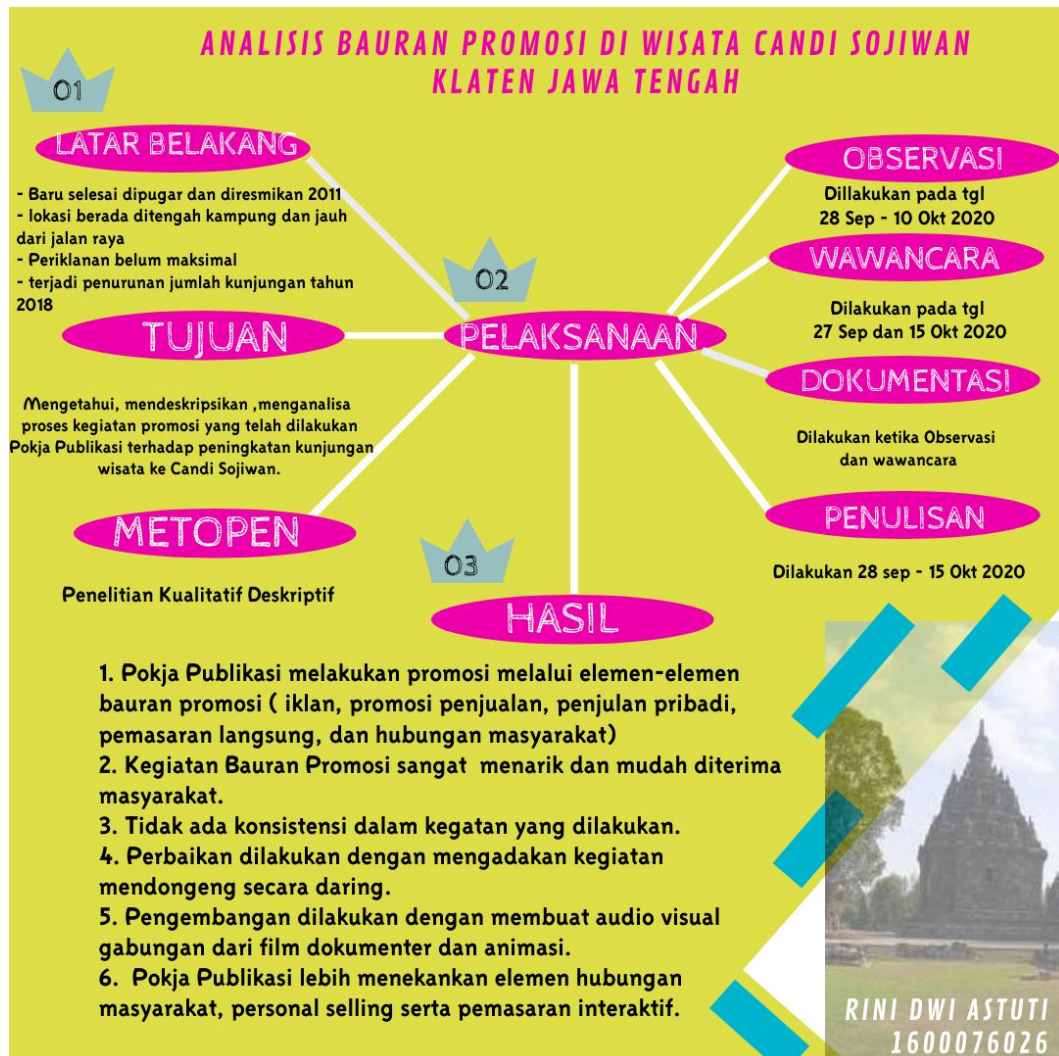 ANALISIS BAURAN PROMOSI DI WISATA CANDI SOJIWAN
KLATEN JAWA TENGAH
01
LATAR BELAKANG
- Baru selesai dipugar dan diresmikan 2011
- lokasi berada ditengah kampung dan jauh
dari jalan raya
- Periklanan belum maksimal
- terjadi penurunan jumlah kunjungan tahun
2018
TUJUAN
Mengetahui, mendeskripsikan ,menganalisa
proses kegiatan promosi yang telah dilakukan
Pokja Publikasi terhadap peningkatan kunjungan
wisata ke Candi Sojiwan.
METOPEN
Penelitian Kualitatif Deskriptif
02
PELAKSANAAN
OBSERVASI
Dillakukan pada tgl
28 Sep - 10 Okt 2020
WAWANCARA
Dilakukan pada tgl
27 Sep dan 15 Okt 2020
DOKUMENTASI
Dilakukan ketika Observasi
dan wawancara
PENULISAN
Dilakukan 28 sep - 15 Okt 2020
03
HASIL
1. Pokja Publikasi melakukan promosi melalui elemen-elemen
bauran promosi ( iklan, promosi penjualan, penjulan pribadi,
pemasaran langsung, dan hubungan masyarakat)
2. Kegiatan Bauran Promosi sangat menarik dan mudah diterima
masyarakat.
3. Tidak ada konsistensi dalam kegatan yang dilakukan.
4. Perbaikan dilakukan dengan mengadakan kegiatan
mendongeng secara daring.
5. Pengembangan dilakukan dengan membuat audio visual
gabungan dari film dokumenter dan animasi.
6. Pokja Publikasi lebih menekankan elemen hubungan
masyarakat, personal selling serta pemasaran interaktif.
RINI DWI ASTUTI
1600076026